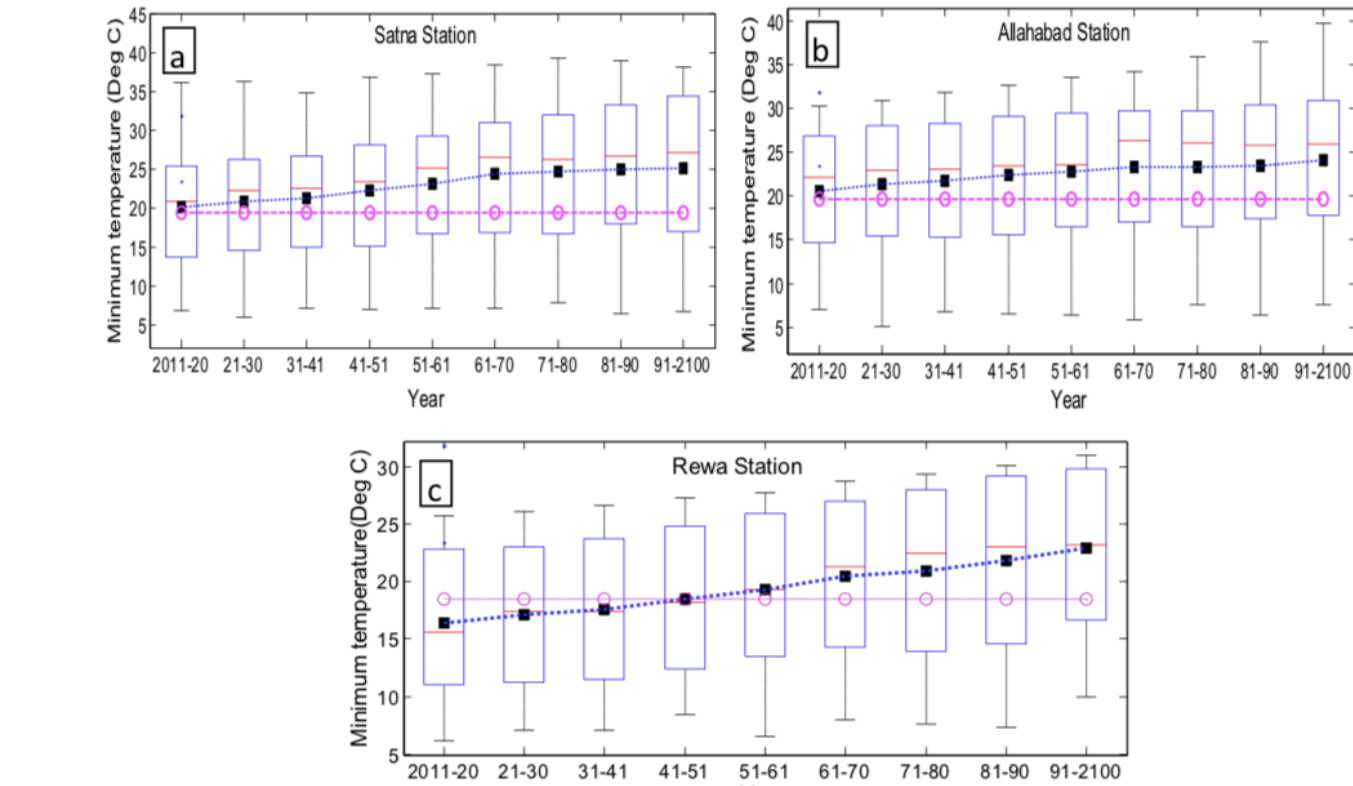 a
Satna Station
Minimum temperature (Deg C)
45
40
35
30
25
20
15
10
5
2011-20 21-30 31-41 41-51 51-61 61-70 71-80 81-90 91-2100
Year
b
Allahabad Station
Minimum temperature (Deg C)
40
35
30
25
20
15
10
5
2011-20 21-30 31-41 41-51 51-61 61-70 71-80 81-90 91-2100
Year
c
Rewa Station
Minimum temperature(Deg C)
30
25
20
15
10
5
2011-20 21-30 31-41 41-51 51-61 61-70 71-80 81-90 91-2100